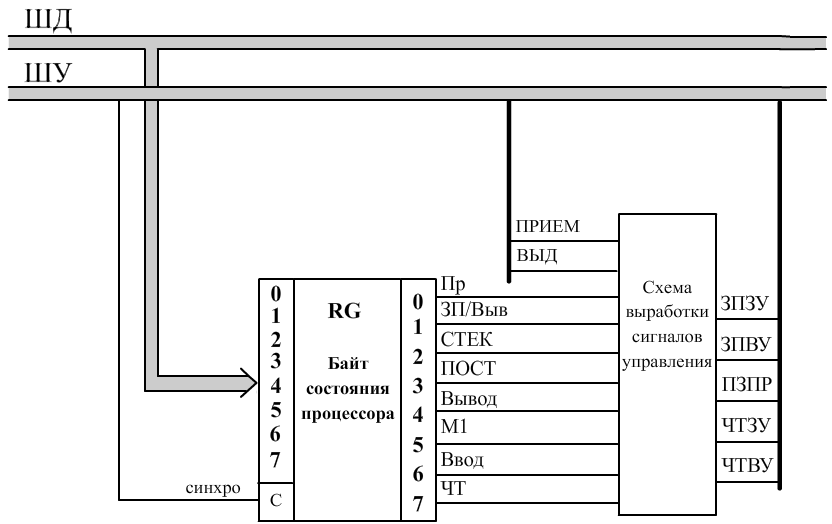 ШД
ШУ
ПРИЕМ
ВЫД
Пр
ЗП/Выв
СТЕК
ПОСТ
Вывод
М1
Ввод
ЧТ
0
1
2
3
4
5
6
7
С
синхро
RG
Байт
состояния
процессора
0
1
2
3
4
5
6
7
Схема
выработки
сигналов
управления
ЗПЗУ
ЗПВУ
ПЗПР
ЧТЗУ
ЧТВУ